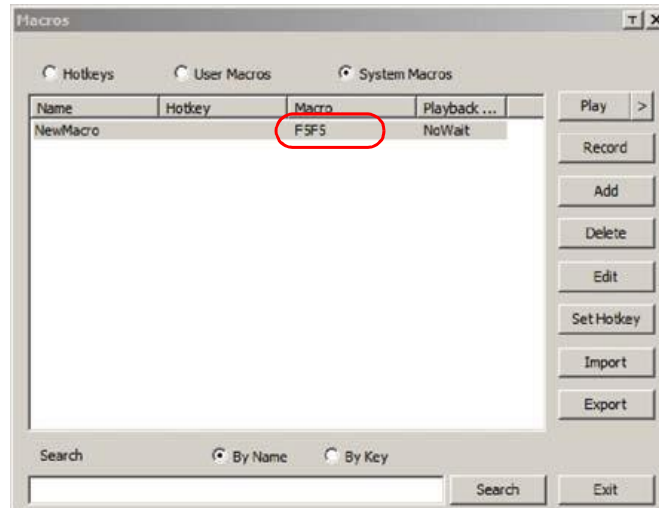 Macros
T X
Hotkeys User Macros System Macros
Name Hotkey Macro Playback ... Play >
NewMacro F5F5 NoWait
Record
Add
Delete
Edit
Set Hotkey
Import
Export
Search By Name By Key
Search Exit